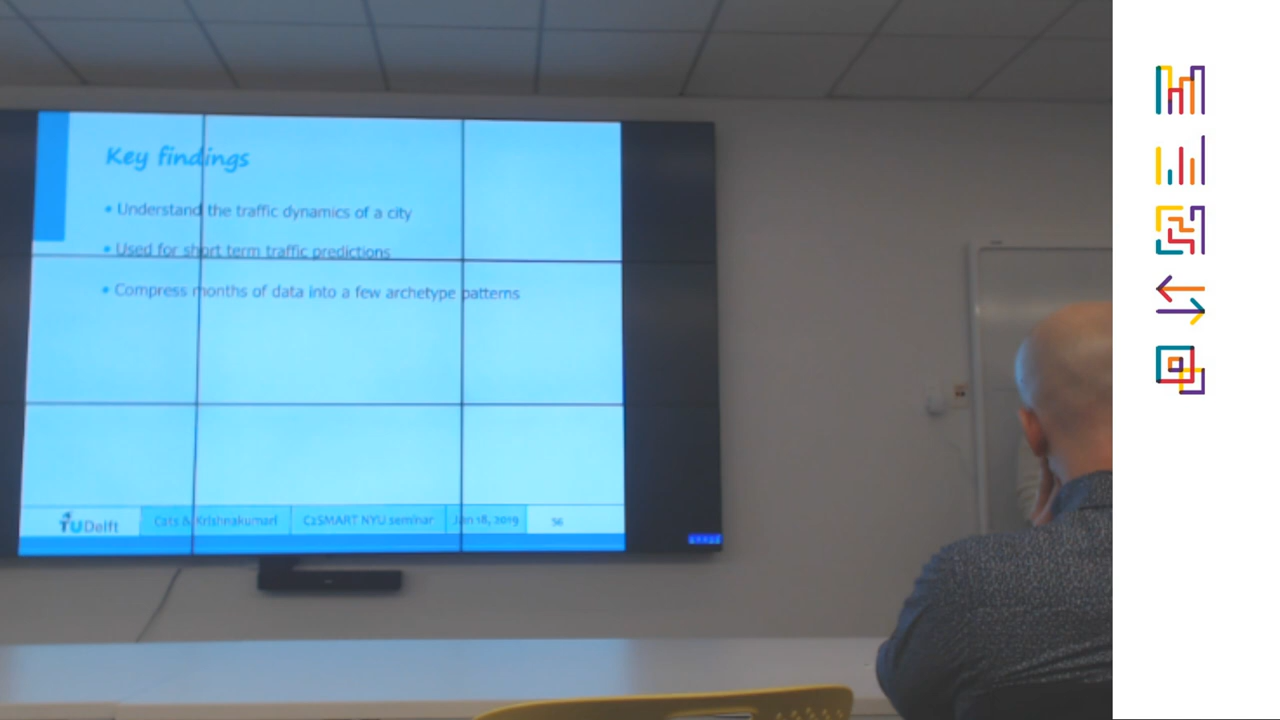 Key findings
• Understand the traffic dynamics of a city
• Used for short term traffic predictions
• Compress months of data into a few archetype patterns
TUDelft
Cats & Krishnakumari
C2SMART NYU seminar
Jan 18, 2019
56